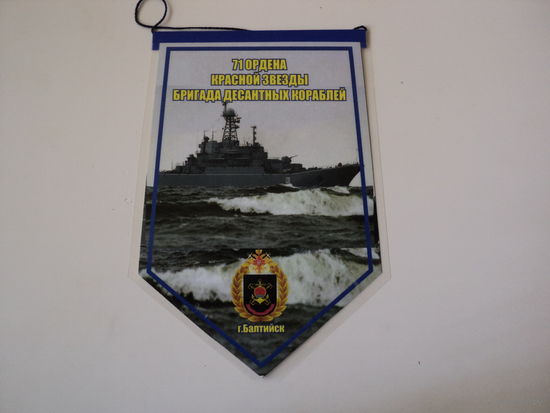 71 ОРДЕНА
КРАСНОЙ ЗВЕЗДЫ
БРИГАДА ДЕСАНТНЫХ КОРАБЛЕЙ
г.Балтийск